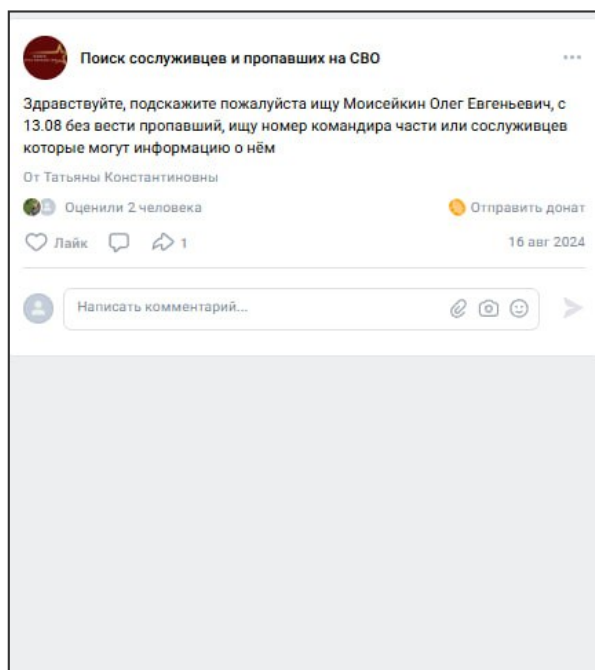 Поиск сослуживцев и пропавших на СВО
Здравствуйте, подскажите пожалуйста ищу Моисейкин Олег Евгеньевич, с
13.08 без вести пропавший, ищу номер командира части или сослуживцев
которые могут информацию о нём
От Татьяны Константиновны
Оценили 2 человека
Отправить донат
Лайк
1
16 авг 2024
Написать комментарий...